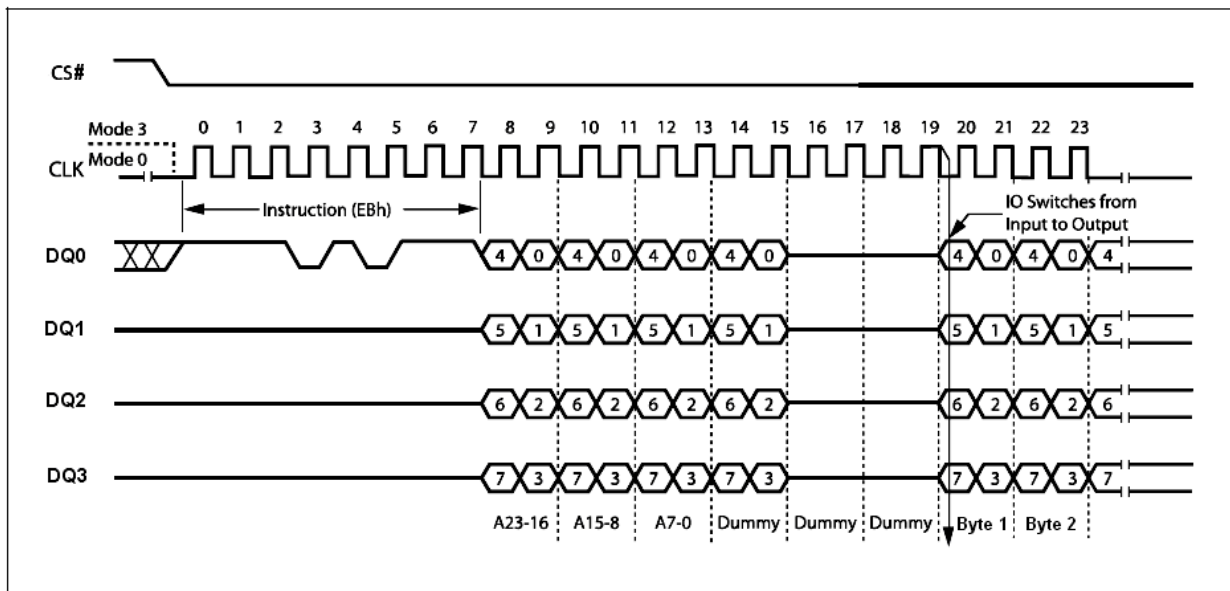 CS#
Mode 3
0 1 2 3 4 5 6 7 8 9 10 11 12 13 14 15 16 17 18 19 20 21 22 23
CLK
Mode 0
Instruction (EBh)
IO Switches from
Input to Output
DQ0
4 0 4 0 4 0 4 0 4 0 4 0 4
DQ1
5 1 5 1 5 1 5 1 5 1 5 1 5
DQ2
6 2 6 2 6 2 6 2 6 2 6 2 6
DQ3
7 3 7 3 7 3 7 3 7 3 7 3 7
A23-16 A15-8 A7-0 Dummy Dummy Dummy Byte 1 Byte 2